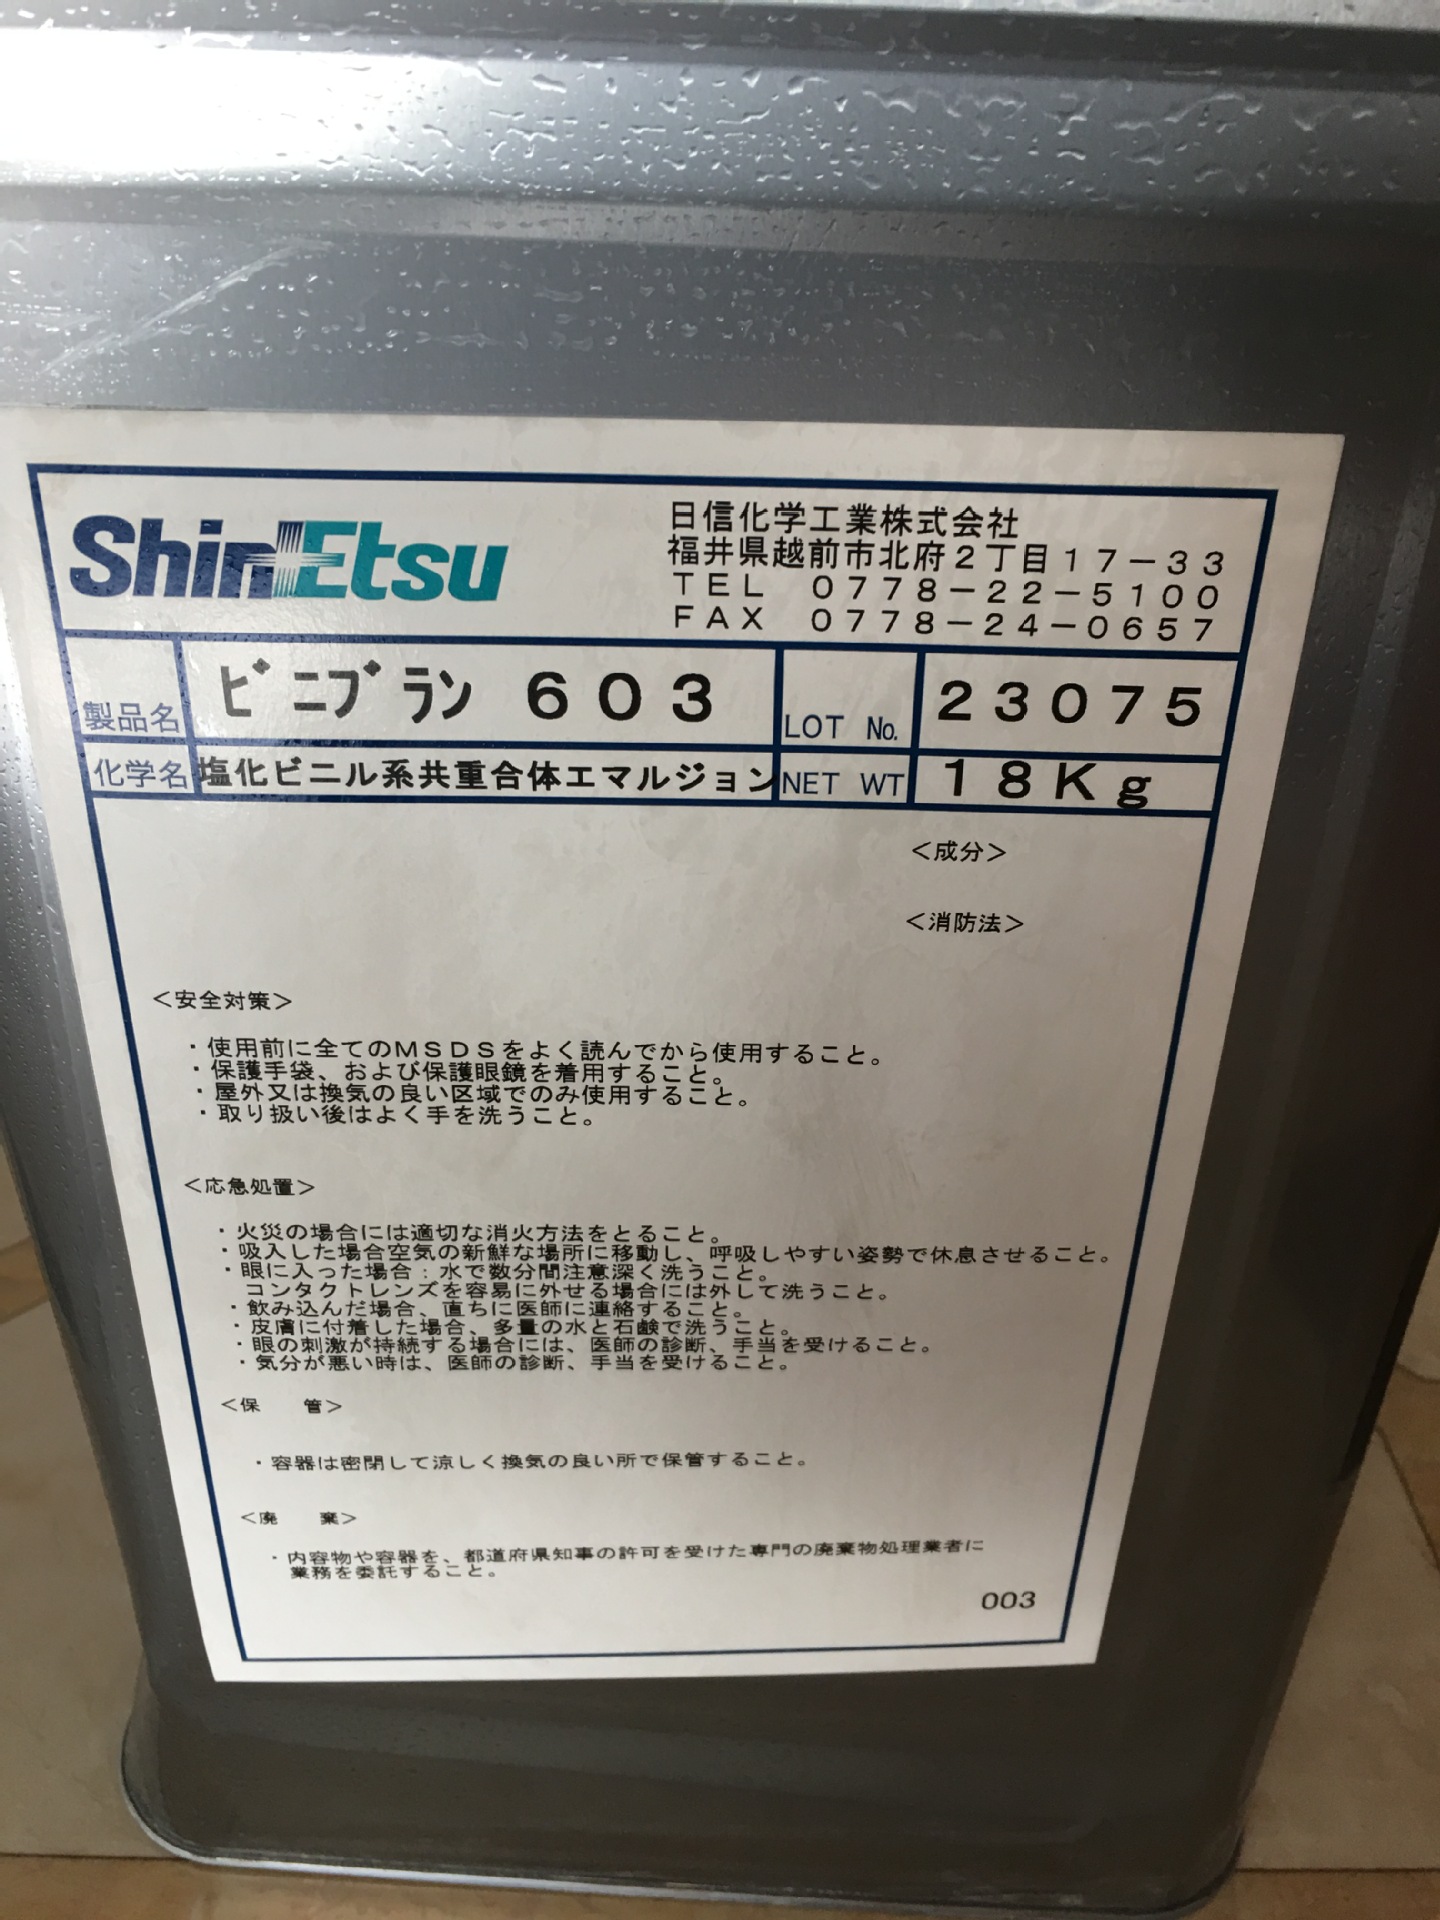 ShinEtsu
日信化学工業株式会社
福井県越前市北府2丁目17-33
TEL 0778-22-5100
FAX 0778-24-0657
製品名 ビニブラン 603 LOT No. 23075
化学名 塩化ビニル系共重合体エマルジョン NET WT 18Kg
<成分>
<消防法>
<安全対策>
・使用前に全てのMSDSをよく読んでから使用すること。
・保護手袋、および保護眼鏡を着用すること。
・屋外又は換気の良い区域でのみ使用すること。
・取り扱い後はよく手を洗うこと。
<応急処置>
・火災の場合には適切な消火方法をとること。
・吸入した場合空気の新鮮な場所に移動し、呼吸しやすい姿勢で休息させること。
・眼に入った場合：水で数分間注意深く洗うこと。
コンタクトレンズを容易に外せる場合には外して洗うこと。
・飲み込んだ場合、直ちに医師に連絡すること。
・皮膚に付着した場合、多量の水と石鹸で洗うこと。
・眼の刺激が持続する場合には、医師の診断、手当を受けること。
・気分が悪い時は、医師の診断、手当を受けること。
<保　管>
・容器は密閉して涼しく換気の良い所で保管すること。
<廃　棄>
・内容物や容器を、都道府県知事の許可を受けた専門の廃棄物処理業者に
業務を委託すること。
003